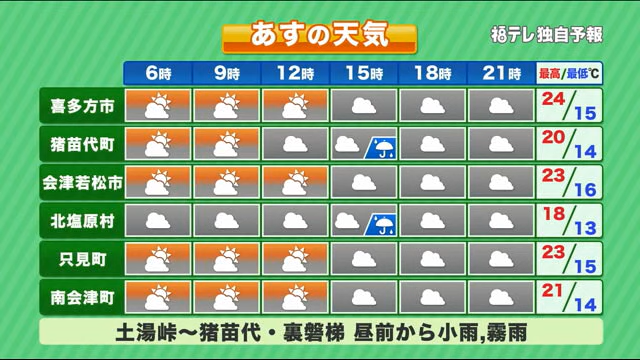 あすの天気
福テレ独自予報
6時 9時 12時 15時 18時 21時 最高/最低℃
喜多方市 24/15
猪苗代町 20/14
会津若松市 23/16
北塩原村 18/13
只見町 23/15
南会津町 21/14
土湯峠～猪苗代・裏磐梯 昼前から小雨,霧雨